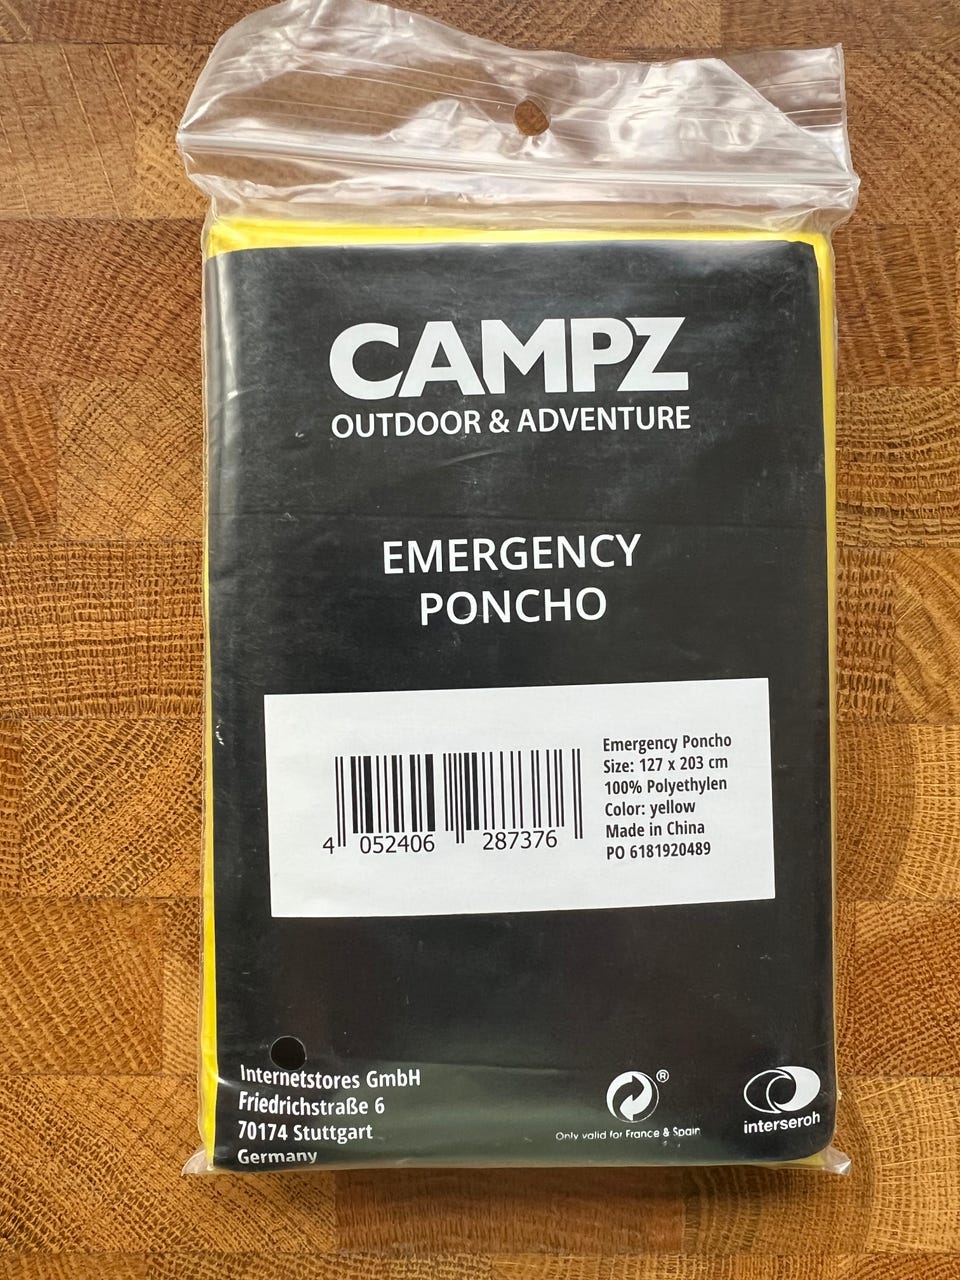 CAMPZ
OUTDOOR & ADVENTURE
EMERGENCY
PONCHO
4 052406 287376
Emergency Poncho
Size: 127 x 203 cm
100% Polyethylen
Color: yellow
Made in China
PO 6181920489
Internetstores GmbH
Friedrichstraße 6
70174 Stuttgart
Germany
®
Only valid for France & Spain
interseroh